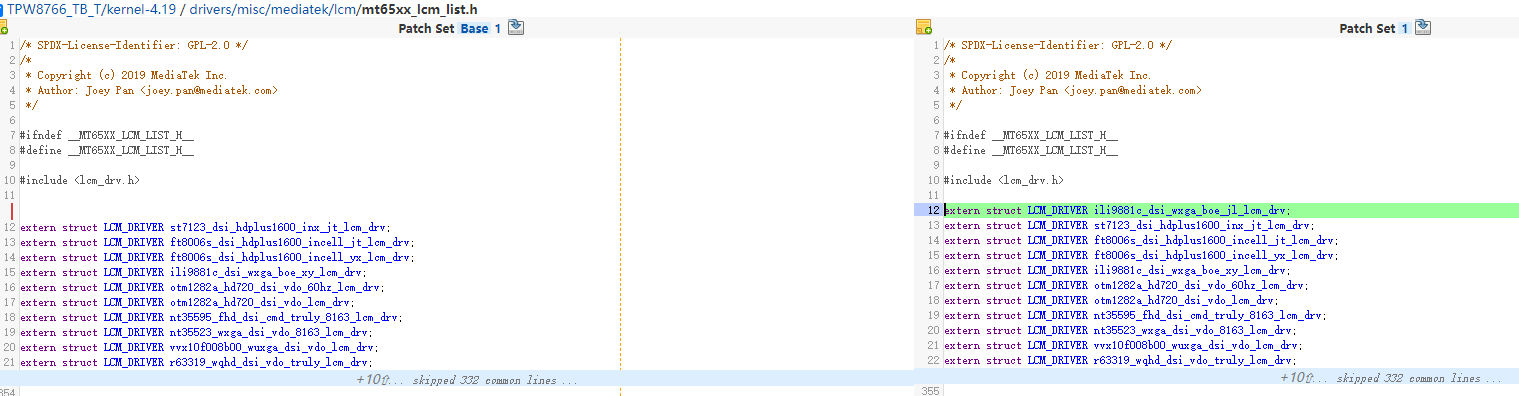 TPW8766_TB_T/kernel-4.19 / drivers/misc/mediatek/lcm/mt65xx_lcm_list.h
Patch Set Base 1
1 /* SPDX-License-Identifier: GPL-2.0 */
2 /*
3 * Copyright (c) 2019 MediaTek Inc.
4 * Author: Joey Pan <joey.pan@mediatek.com>
5 */
6
7 #ifndef __MT65XX_LCM_LIST_H__
8 #define __MT65XX_LCM_LIST_H__
9
10 #include <lcm_drv.h>
11
12 extern struct LCM_DRIVER st7123_dsi_hdplus1600_inx_jt_lcm_drv;
13 extern struct LCM_DRIVER ft8006s_dsi_hdplus1600_incell_jt_lcm_drv;
14 extern struct LCM_DRIVER ft8006s_dsi_hdplus1600_incell_yx_lcm_drv;
15 extern struct LCM_DRIVER ili9881c_dsi_wxga_boe_xy_lcm_drv;
16 extern struct LCM_DRIVER otm1282a_hd720_dsi_vdo_60hz_lcm_drv;
17 extern struct LCM_DRIVER otm1282a_hd720_dsi_vdo_lcm_drv;
18 extern struct LCM_DRIVER nt35595_fhd_dsi_cmd_truly_8163_lcm_drv;
19 extern struct LCM_DRIVER nt35523_wxga_dsi_vdo_8163_lcm_drv;
20 extern struct LCM_DRIVER vvx10f008b00_wuxga_dsi_vdo_lcm_drv;
21 extern struct LCM_DRIVER r63319_wqhd_dsi_vdo_truly_lcm_drv;
+10⇧... skipped 332 common lines ...
354
Patch Set 1
1 /* SPDX-License-Identifier: GPL-2.0 */
2 /*
3 * Copyright (c) 2019 MediaTek Inc.
4 * Author: Joey Pan <joey.pan@mediatek.com>
5 */
6
7 #ifndef __MT65XX_LCM_LIST_H__
8 #define __MT65XX_LCM_LIST_H__
9
10 #include <lcm_drv.h>
11
12 extern struct LCM_DRIVER ili9881c_dsi_wxga_boe_jl_lcm_drv;
13 extern struct LCM_DRIVER st7123_dsi_hdplus1600_inx_jt_lcm_drv;
14 extern struct LCM_DRIVER ft8006s_dsi_hdplus1600_incell_jt_lcm_drv;
15 extern struct LCM_DRIVER ft8006s_dsi_hdplus1600_incell_yx_lcm_drv;
16 extern struct LCM_DRIVER ili9881c_dsi_wxga_boe_xy_lcm_drv;
17 extern struct LCM_DRIVER otm1282a_hd720_dsi_vdo_60hz_lcm_drv;
18 extern struct LCM_DRIVER otm1282a_hd720_dsi_vdo_lcm_drv;
19 extern struct LCM_DRIVER nt35595_fhd_dsi_cmd_truly_8163_lcm_drv;
20 extern struct LCM_DRIVER nt35523_wxga_dsi_vdo_8163_lcm_drv;
21 extern struct LCM_DRIVER vvx10f008b00_wuxga_dsi_vdo_lcm_drv;
22 extern struct LCM_DRIVER r63319_wqhd_dsi_vdo_truly_lcm_drv;
+10⇧... skipped 332 common lines ...
355